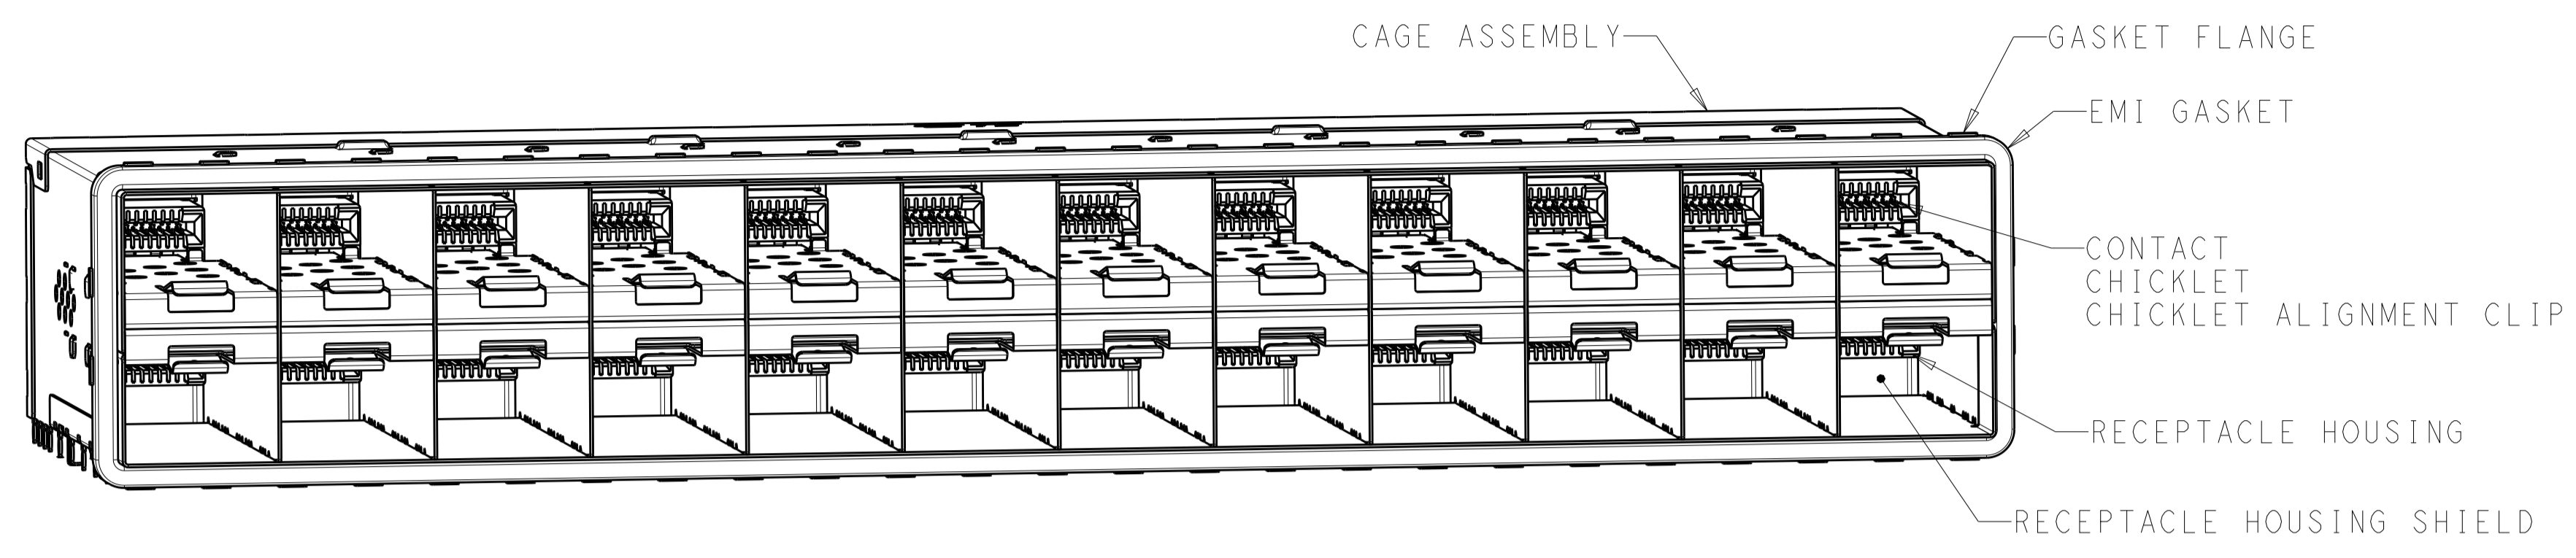 CAGE ASSEMBLY
GASKET FLANGE
EMI GASKET
CONTACT
CHICKLET
CHICKLET ALIGNMENT CLIP
RECEPTACLE HOUSING
RECEPTACLE HOUSING SHIELD